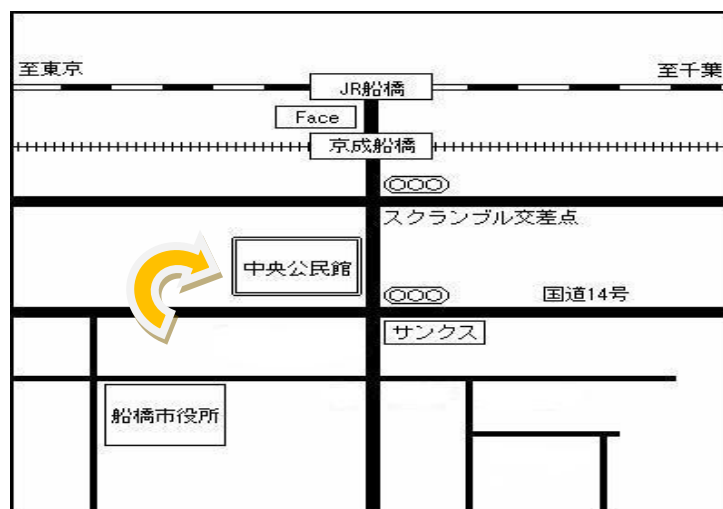 至東京
至千葉
JR船橋
Face
京成船橋
スクランブル交差点
中央公民館
国道14号
サンクス
船橋市役所